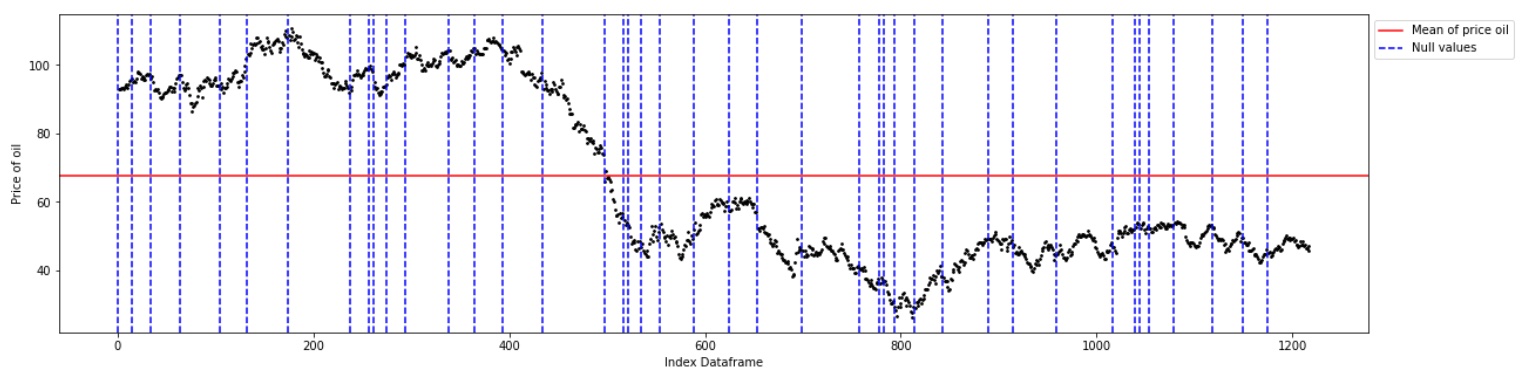 Mean of price oil
Null values
Price of oil
100
80
60
40
0 200 400 600 800 1000 1200
Index Dataframe